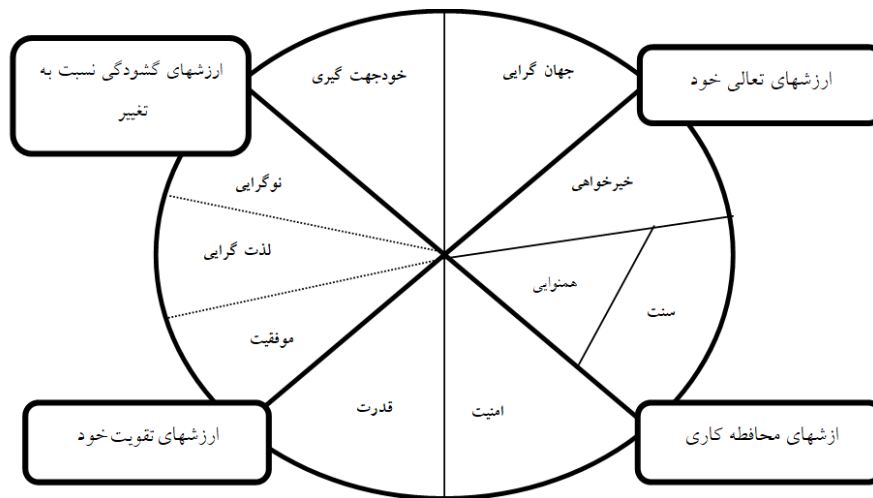 ارزشهای تعالی خود
جهان گرایی
خودجهت گیری
ارزشهای گشودگی نسبت به
تغییر
خیرخواهی
نوگرایی
لذت گرایی
همنوایی
سنت
موفقیت
امنیت
قدرت
ازشهای محافطه کاری
ارزشهای تقویت خود